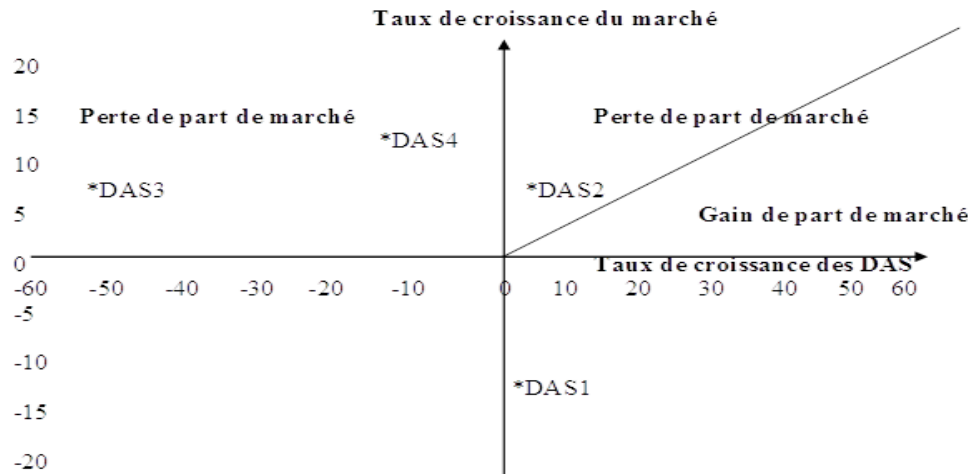 Taux de croissance du marché
20
15 Perte de part de marché Perte de part de marché
*DAS4
10
*DAS3 *DAS2
5 Gain de part de marché
0 Taux de croissance des DAS
-60 -50 -40 -30 -20 -10 0 10 20 30 40 50 60
-5
-10
*DAS1
-15
-20